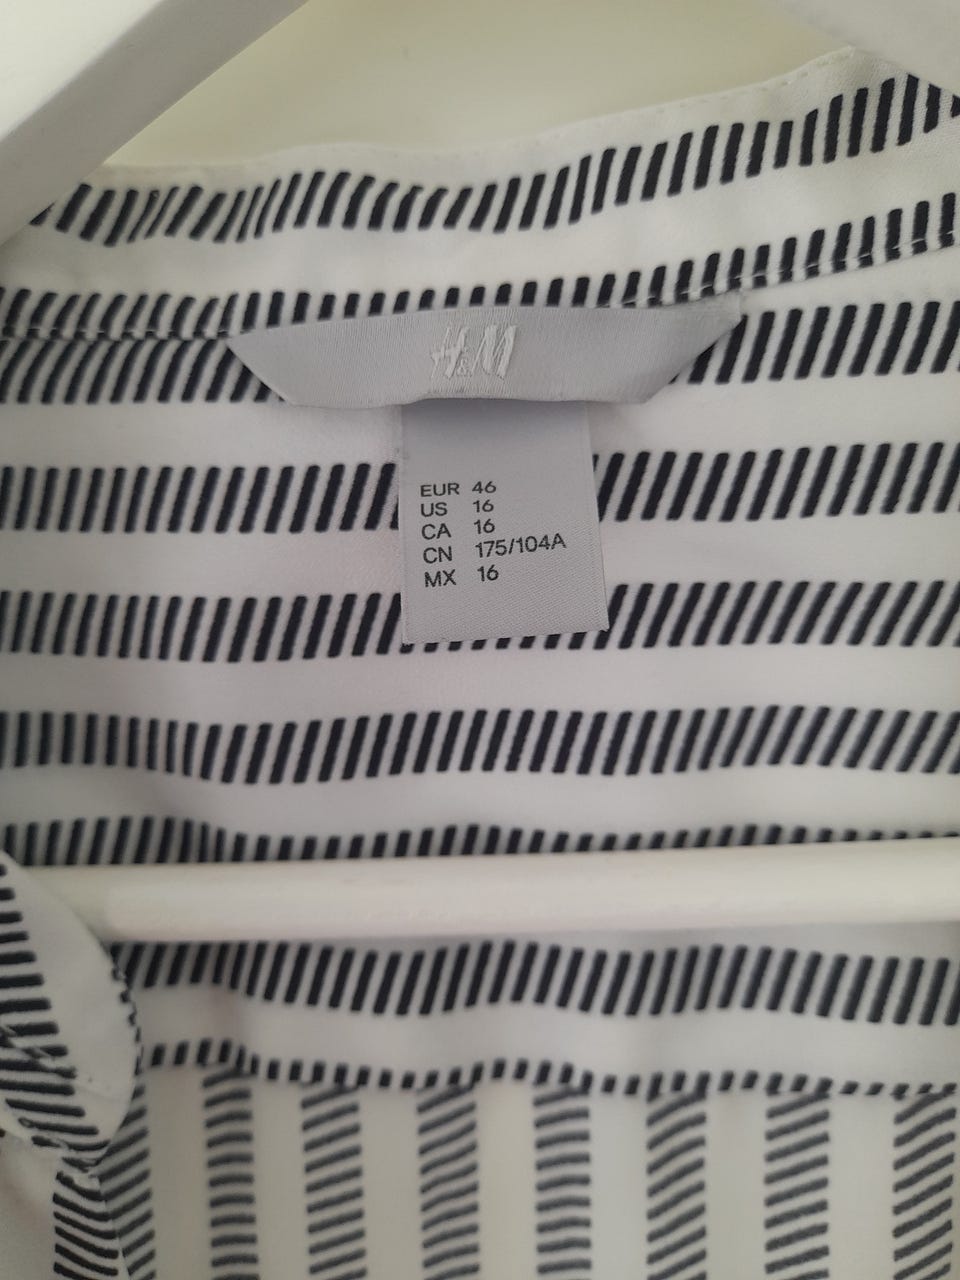 H&M
EUR 46
US 16
CA 16
CN 175/104A
MX 16